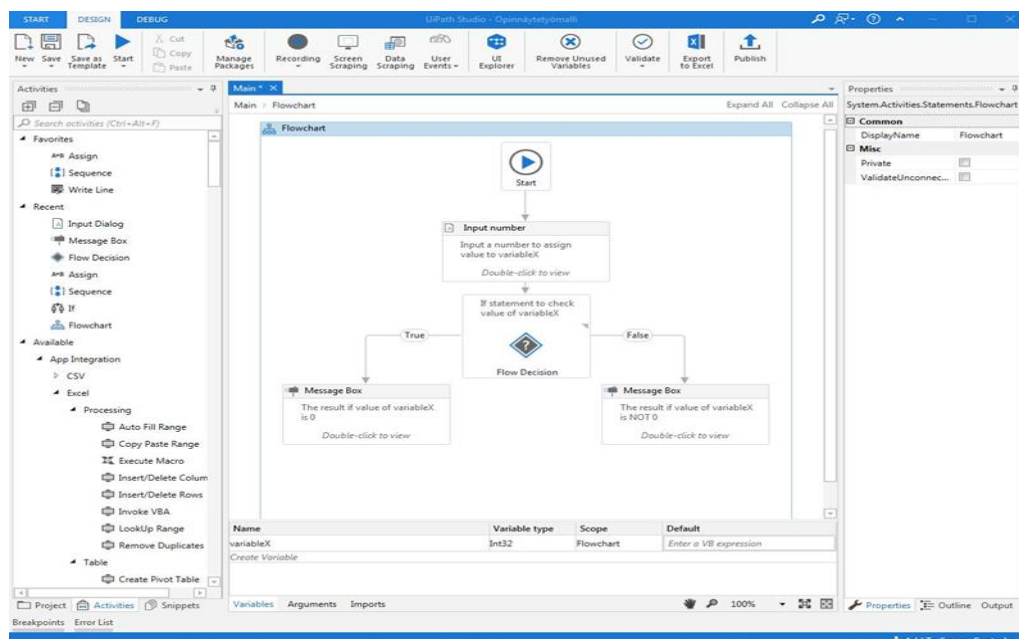 START DESIGN DEBUG UiPath Studio - Opinnäytetyömalli
New Save Save as Template Start
Cut
Copy
Paste
Manage Packages
Recording
Screen Scraping
Data Scraping
User Events
UI Explorer
Remove Unused Variables
Validate
Export to Excel
Publish
Activities
Search activities (Ctrl+Alt+F)
Favorites
A+B Assign
Sequence
Write Line
Recent
Input Dialog
Message Box
Flow Decision
A+B Assign
Sequence
If
Flowchart
Available
App Integration
CSV
Excel
Processing
Auto Fill Range
Copy Paste Range
Execute Macro
Insert/Delete Colum
Insert/Delete Rows
Invoke VBA
LookUp Range
Remove Duplicates
Table
Create Pivot Table
Project Activities Snippets
Breakpoints Error List
Main *
Main > Flowchart Expand All Collapse All
Flowchart
Start
Input number
Input a number to assign
value to variableX
Double-click to view
If statement to check
value of variableX
True
False
Flow Decision
Message Box
The result if value of variableX
is 0
Double-click to view
Message Box
The result if value of variableX
is NOT 0
Double-click to view
Name Variable type Scope Default
variableX Int32 Flowchart Enter a VB expression
Create Variable
Variables Arguments Imports 100%
Properties
System.Activities.Statements.Flowchart
Common
DisplayName Flowchart
Misc
Private
ValidateUnconnec...
Properties Outline Output